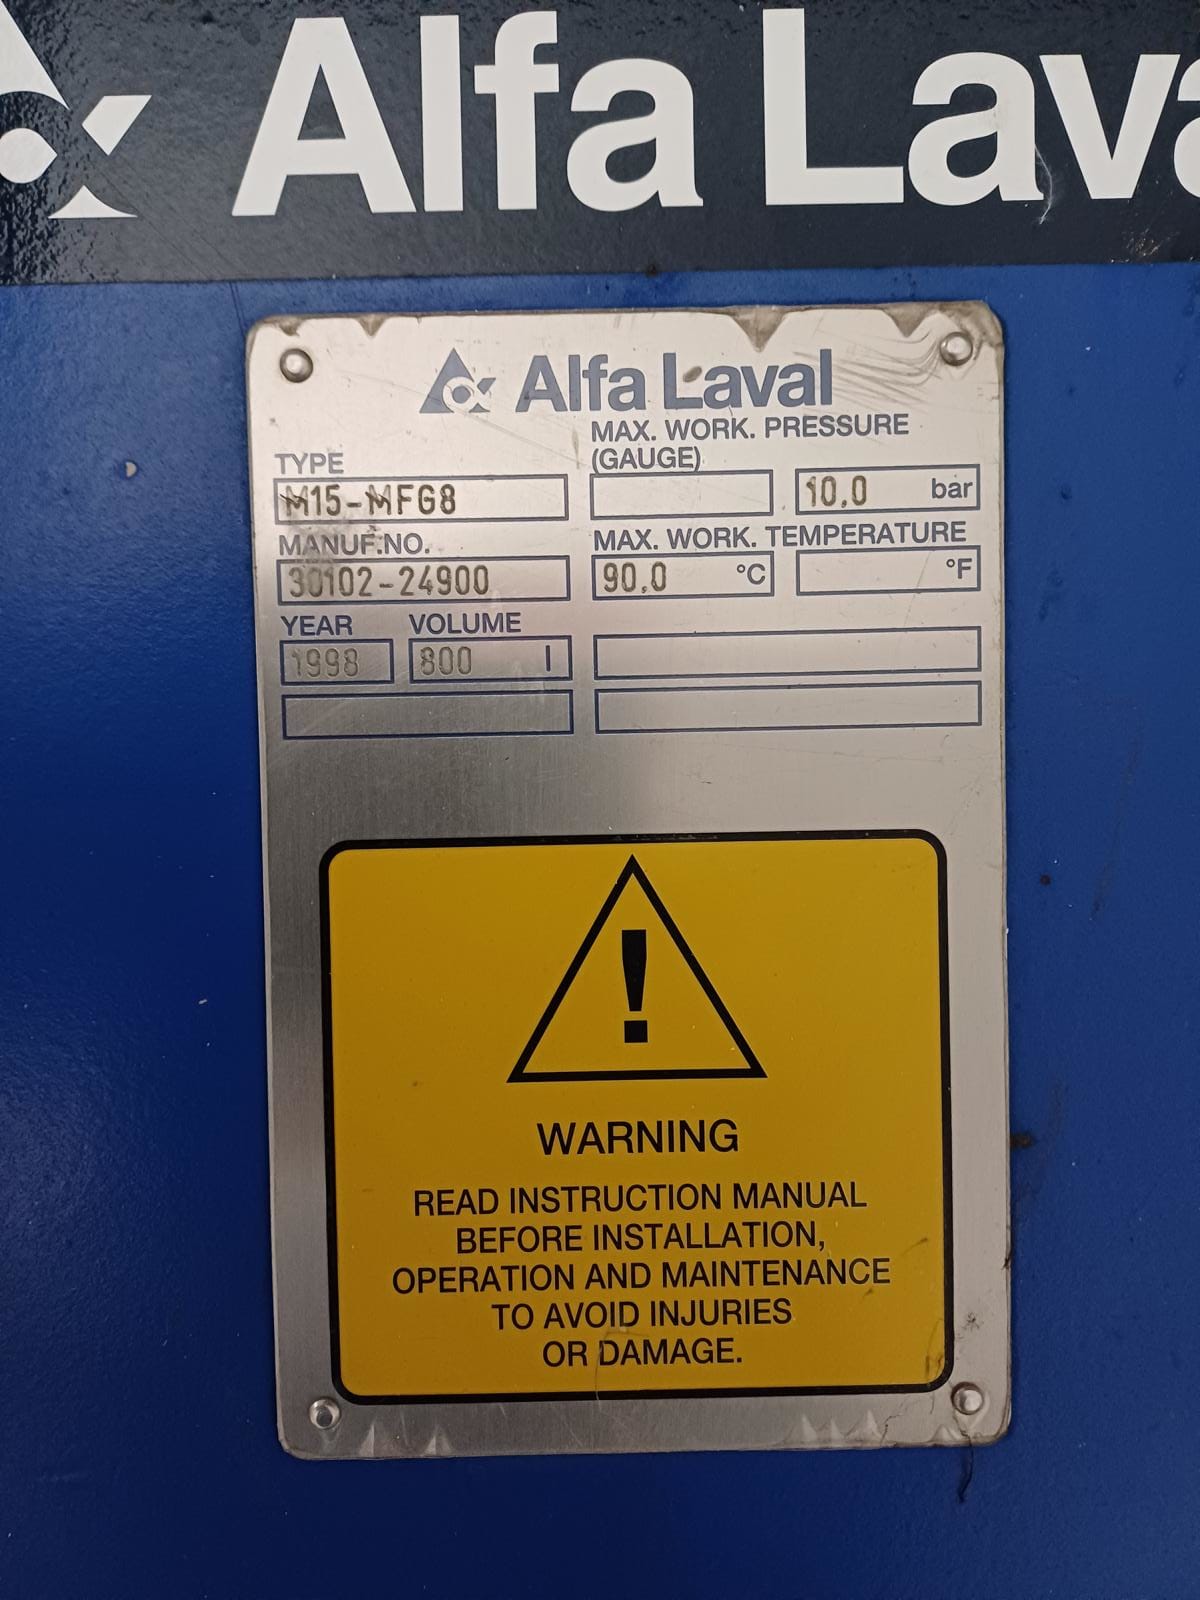 Alfa Lava
Alfa Laval
MAX. WORK. PRESSURE
(GAUGE)
TYPE
M15-MFG8
10,0 bar
MANUF.NO.
MAX. WORK. TEMPERATURE
30102-24900
90,0 °C
°F
YEAR VOLUME
1998 800 l
WARNING
READ INSTRUCTION MANUAL
BEFORE INSTALLATION,
OPERATION AND MAINTENANCE
TO AVOID INJURIES
OR DAMAGE.